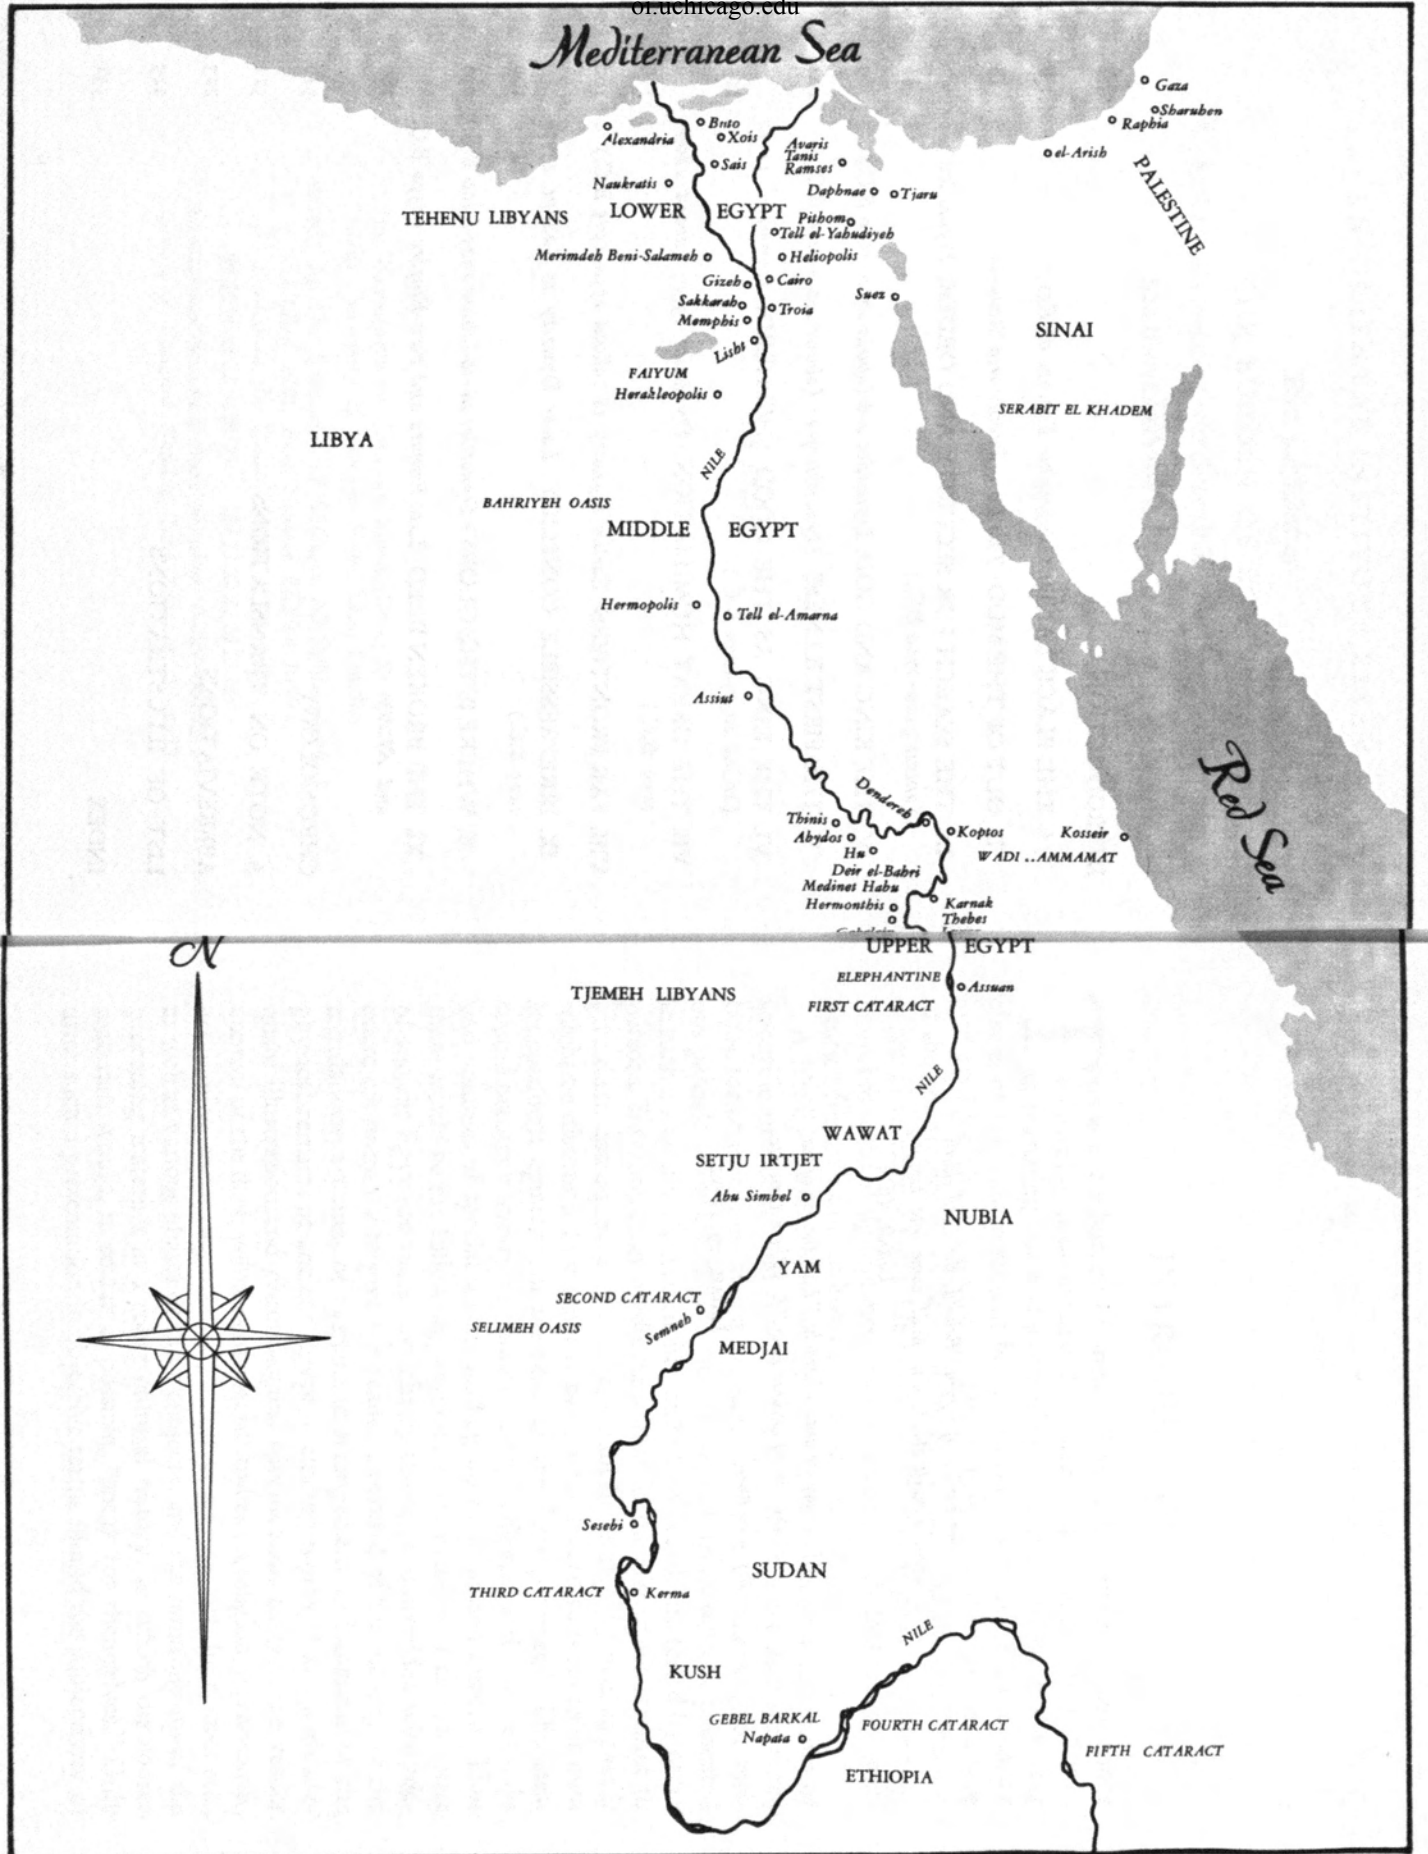 oi.uchicago.edu
Mediterranean Sea
Gaza
Sharuhen
Raphia
el-Arish
PALESTINE
Alexandria
Buto
Xois
Sais
Naukratis
Avaris
Tanis
Ramses
Daphnae
Tjaru
TEHENU LIBYANS
LOWER EGYPT
Pithom
Tell el-Yahudiyeh
Merimdeh Beni-Salameh
Heliopolis
Gizeh
Cairo
Sakkarah
Troia
Memphis
Suez
Lisht
SINAI
FAIYUM
Herakleopolis
SERABIT EL KHADEM
LIBYA
NILE
BAHRIYEH OASIS
MIDDLE EGYPT
Hermopolis
Tell el-Amarna
Assiut
Red Sea
Dendereh
Thinis
Abydos
Koptos
Kosseir
Hu
WADI ..AMMAMAT
Deir el-Bahri
Medinet Habu
Hermonthis
Karnak
Thebes
N
UPPER EGYPT
ELEPHANTINE
Assuan
TJEMEH LIBYANS
FIRST CATARACT
NILE
WAWAT
SETJU IRTJET
Abu Simbel
NUBIA
YAM
SECOND CATARACT
SELIMEH OASIS
Semneh
MEDJAI
Sesebi
SUDAN
THIRD CATARACT
Kerma
NILE
KUSH
GEBEL BARKAL
Napata
FOURTH CATARACT
FIFTH CATARACT
ETHIOPIA